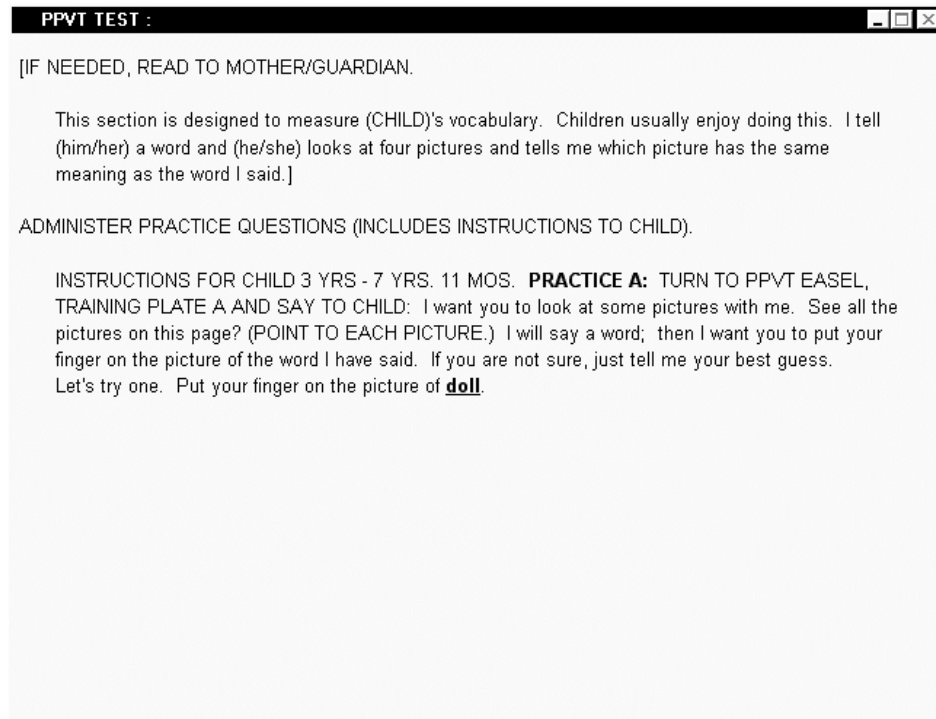 PPVT TEST :
[IF NEEDED, READ TO MOTHER/GUARDIAN.
This section is designed to measure (CHILD)'s vocabulary.  Children usually enjoy doing this.  I tell
(him/her) a word and (he/she) looks at four pictures and tells me which picture has the same
meaning as the word I said.]
ADMINISTER PRACTICE QUESTIONS (INCLUDES INSTRUCTIONS TO CHILD).
INSTRUCTIONS FOR CHILD 3 YRS - 7 YRS. 11 MOS.  PRACTICE A:  TURN TO PPVT EASEL,
TRAINING PLATE A AND SAY TO CHILD:  I want you to look at some pictures with me.  See all the
pictures on this page? (POINT TO EACH PICTURE.)  I will say a word;  then I want you to put your
finger on the picture of the word I have said.  If you are not sure, just tell me your best guess.
Let's try one.  Put your finger on the picture of doll.